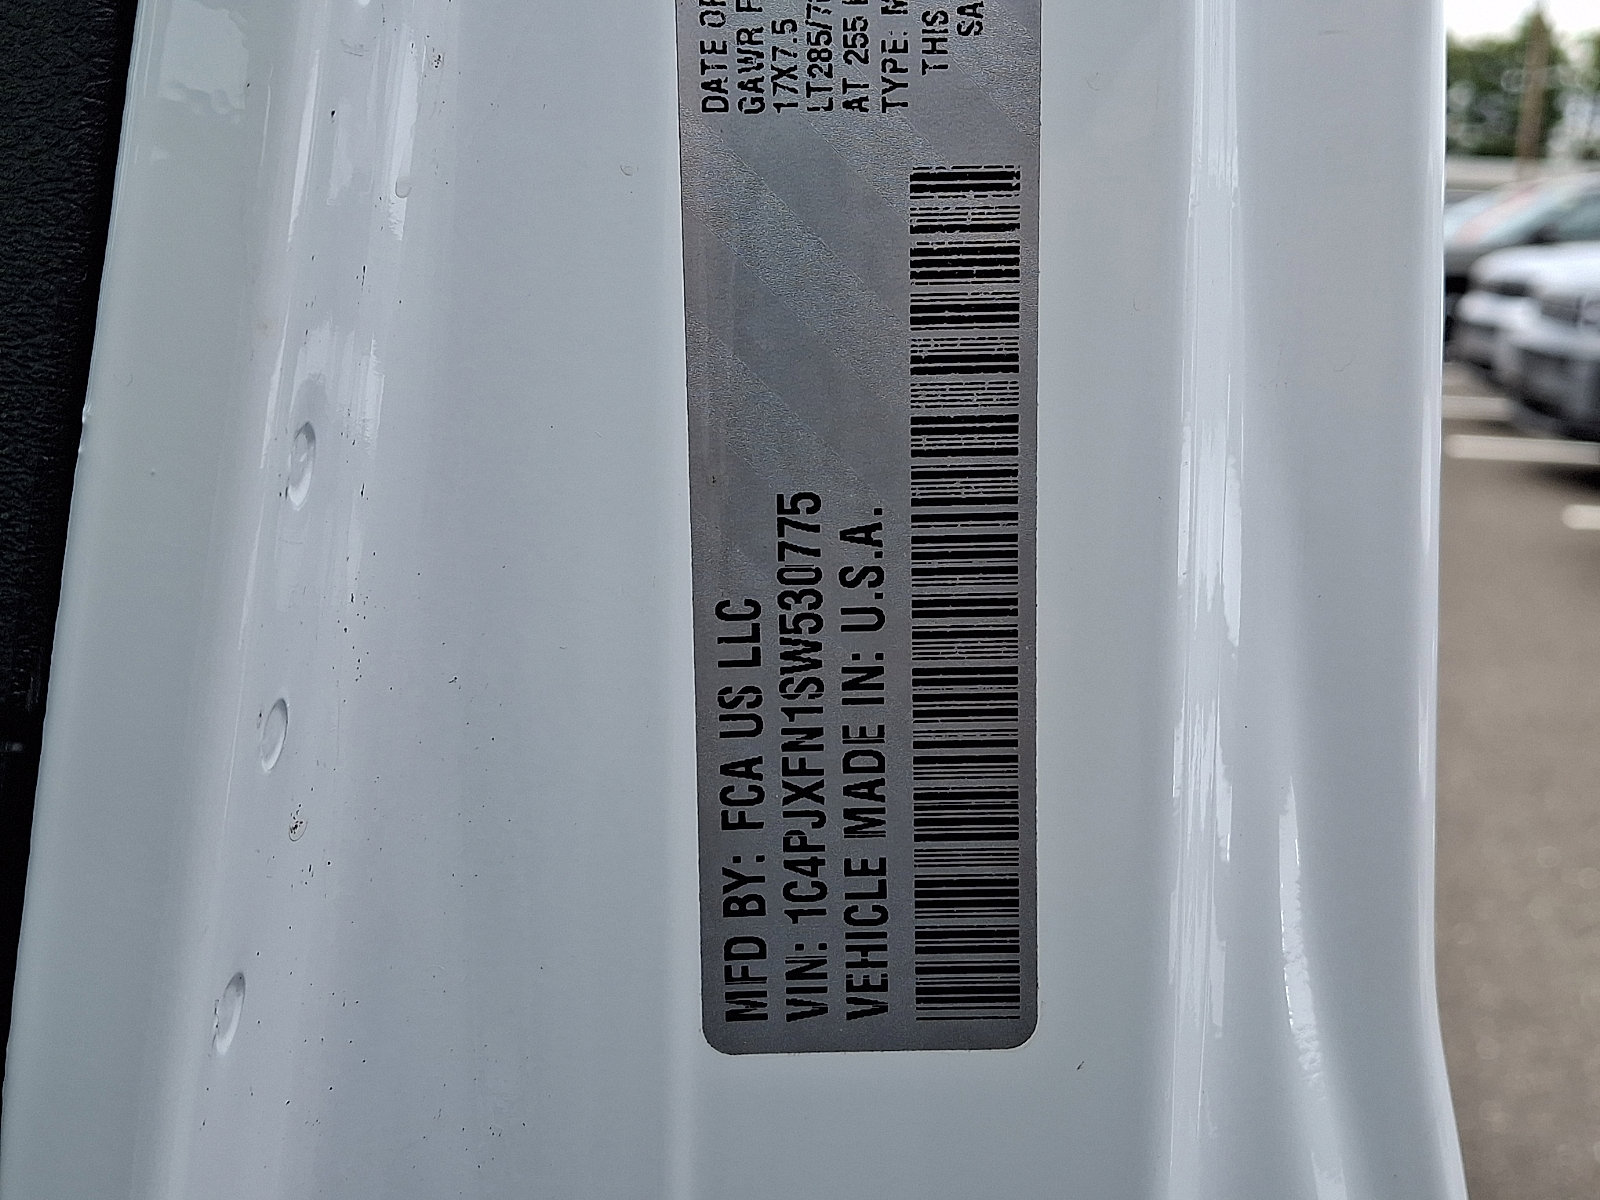 MFD BY: FCA US LLC
VIN: 1C4PJXFN1SW530775
VEHICLE MADE IN: U.S.A.
DATE OF
GAWR F
17X7.5
LT285/70
AT 255
TYPE: M
THIS
SA